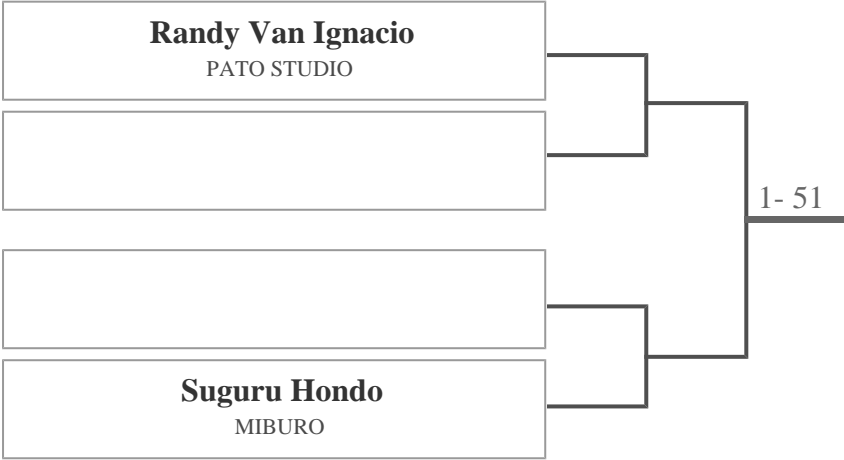 Randy Van Ignacio
PATO STUDIO
1- 51
Suguru Hondo
MIBURO